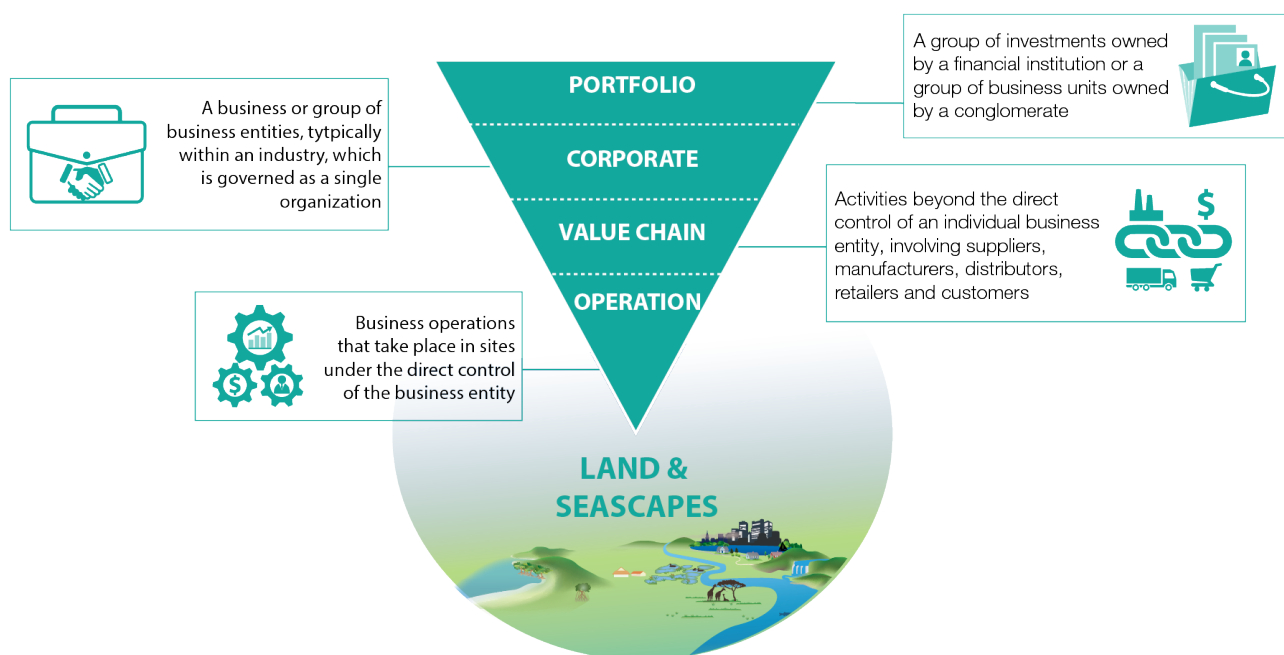 PORTFOLIO
A group of investments owned
by a financial institution or a
group of business units owned
by a conglomerate
A business or group of
business entities, tytpically
within an industry, which
is governed as a single
organization
CORPORATE
VALUE CHAIN
Activities beyond the direct
control of an individual business
entity, involving suppliers,
manufacturers, distributors,
retailers and customers
$
OPERATION
Business operations
that take place in sites
under the direct control
of the business entity
$
LAND &
SEASCAPES